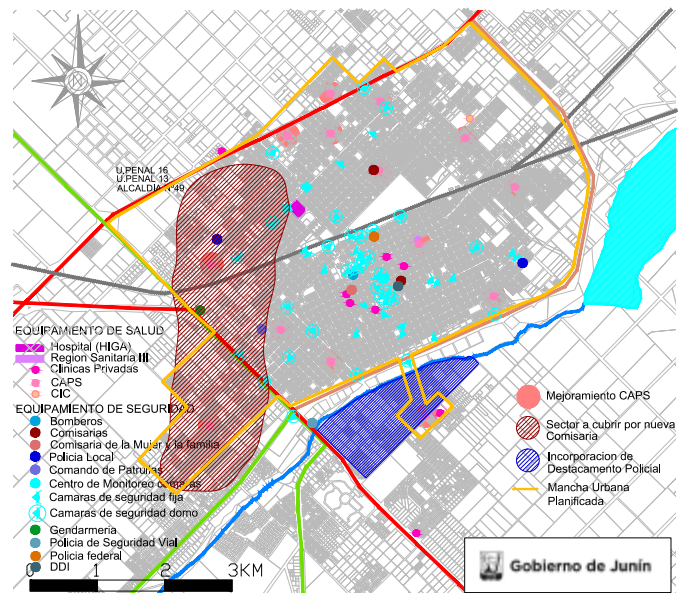 U.PENAL 16
U.PENAL 13
ALCALDIA Nº49
EQUIPAMIENTO DE SALUD
Hospital (HIGA)
Region Sanitaria III
Clinicas Privadas
CAPS
CIC
EQUIPAMIENTO DE SEGURIDAD
Bomberos
Comisarias
Comisaria de la Mujer y la familia
Policia Local
Comando de Patrullas
Centro de Monitoreo camaras
Camaras de seguridad fija
Camaras de seguridad domo
Gendarmeria
Policia de Seguridad Vial
Policia federal
DDI
0 1 2 3KM
Mejoramiento CAPS
Sector a cubrir por nueva
Comisaria
Incorporacion de
Destacamento Policial
Mancha Urbana
Planificada
Gobierno de Junín